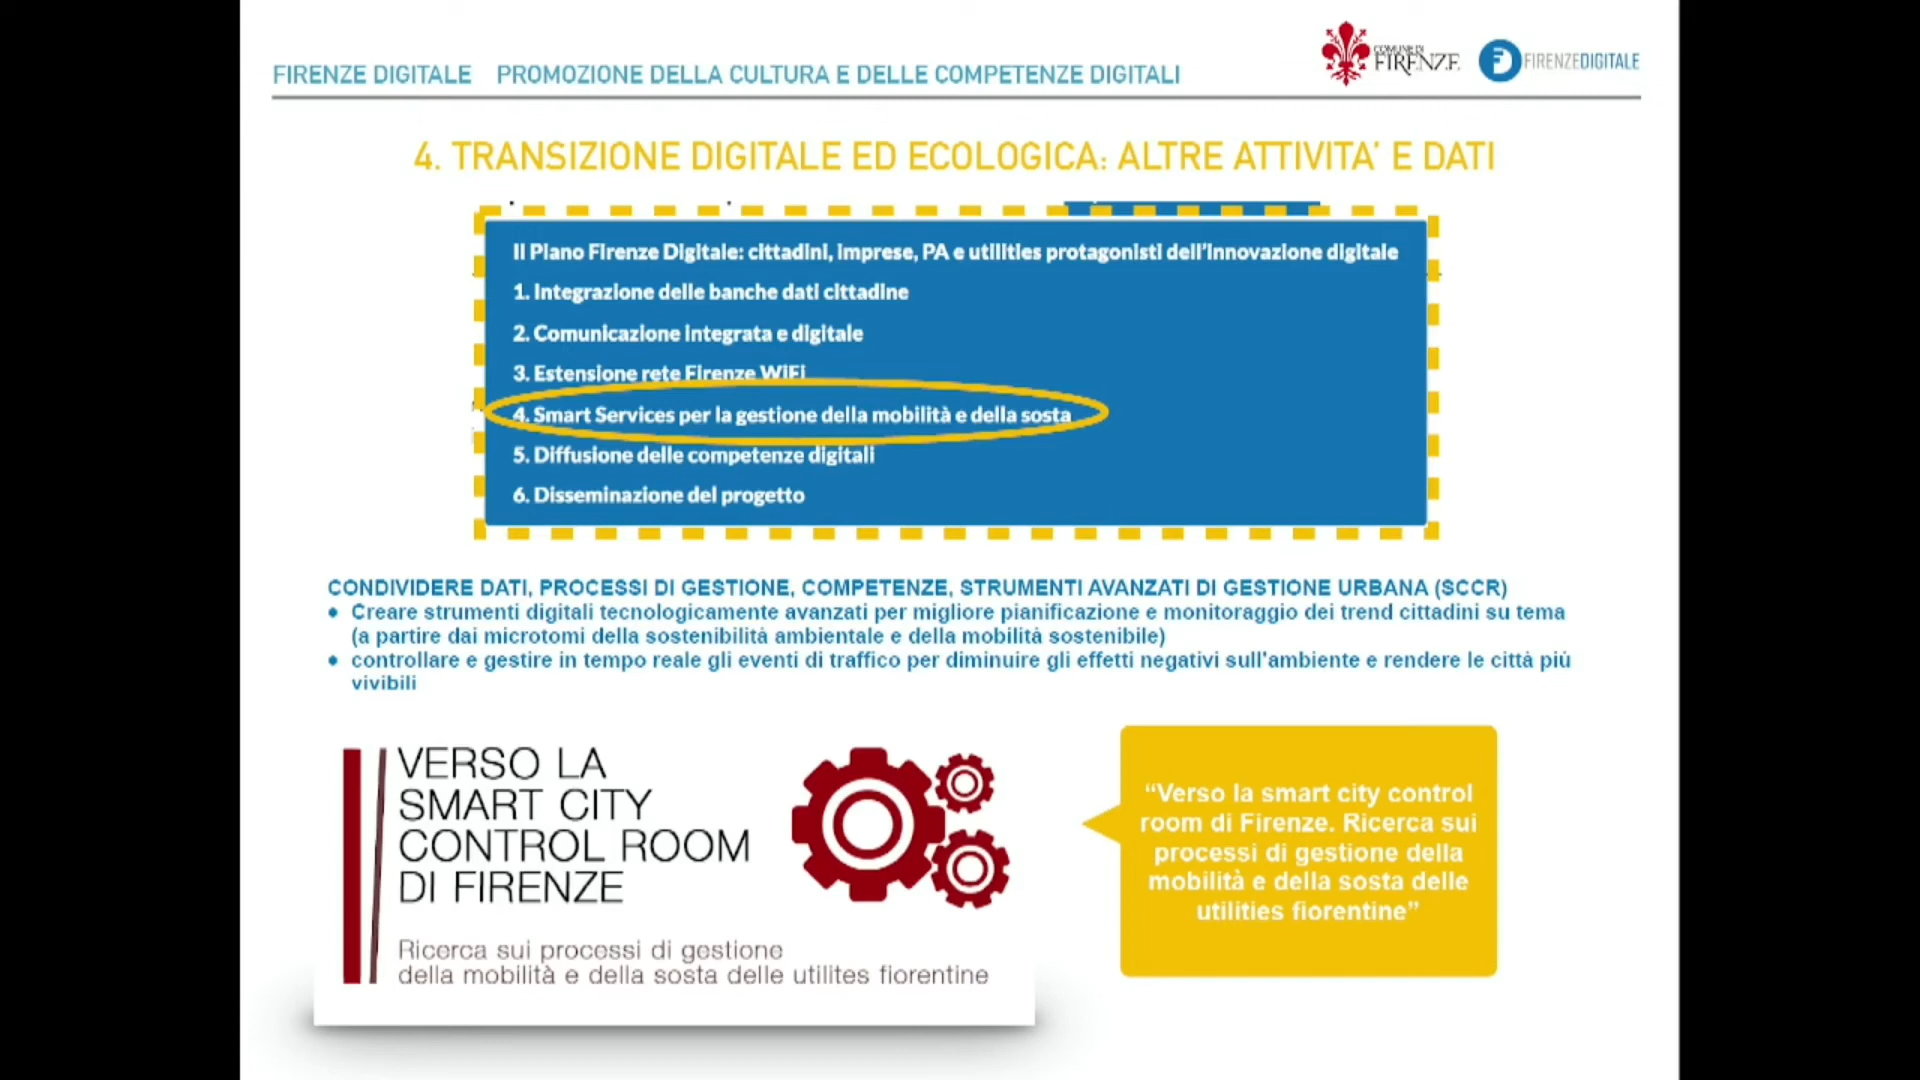 FIRENZE DIGITALE PROMOZIONE DELLA CULTURA E DELLE COMPETENZE DIGITALI
COMUNE DI
FIRENZE
FIRENZEDIGITALE
4. TRANSIZIONE DIGITALE ED ECOLOGICA: ALTRE ATTIVITA' E DATI
Il Piano Firenze Digitale: cittadini, imprese, PA e utilities protagonisti dell'innovazione digitale
1. Integrazione delle banche dati cittadine
2. Comunicazione integrata e digitale
3. Estensione rete Firenze WiFi
4. Smart Services per la gestione della mobilità e della sosta
5. Diffusione delle competenze digitali
6. Disseminazione del progetto
CONDIVIDERE DATI, PROCESSI DI GESTIONE, COMPETENZE, STRUMENTI AVANZATI DI GESTIONE URBANA (SCCR)
• Creare strumenti digitali tecnologicamente avanzati per migliore pianificazione e monitoraggio dei trend cittadini su tema
(a partire dai microtomi della sostenibilità ambientale e della mobilità sostenibile)
• controllare e gestire in tempo reale gli eventi di traffico per diminuire gli effetti negativi sull'ambiente e rendere le città più
vivibili
VERSO LA
SMART CITY
CONTROL ROOM
DI FIRENZE
Ricerca sui processi di gestione
della mobilità e della sosta delle utilites fiorentine
“Verso la smart city control
room di Firenze. Ricerca sui
processi di gestione della
mobilità e della sosta delle
utilities fiorentine”